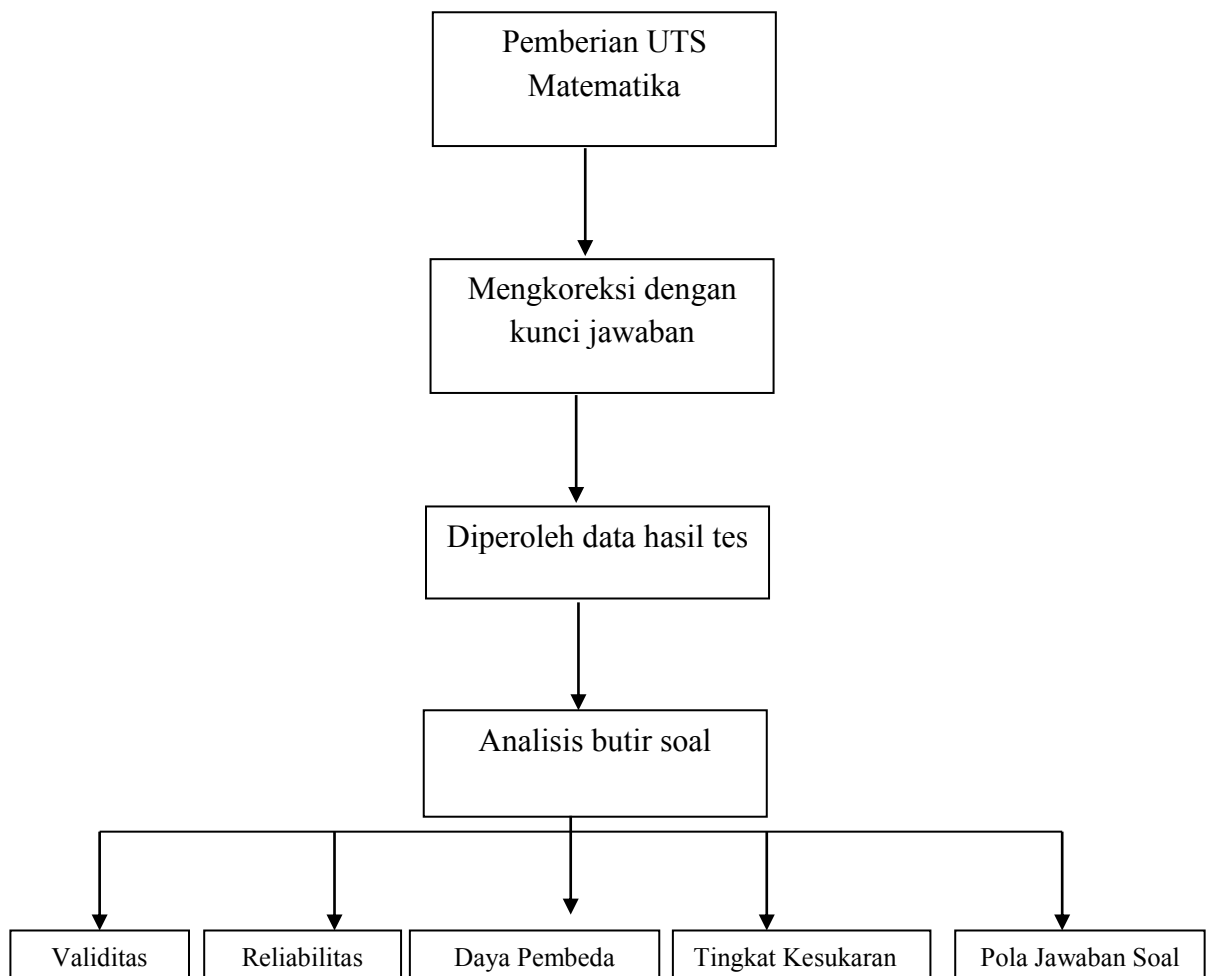 Pemberian UTS
Matematika
Mengkoreksi dengan
kunci jawaban
Diperoleh data hasil tes
Analisis butir soal
Validitas
Reliabilitas
Daya Pembeda
Tingkat Kesukaran
Pola Jawaban Soal